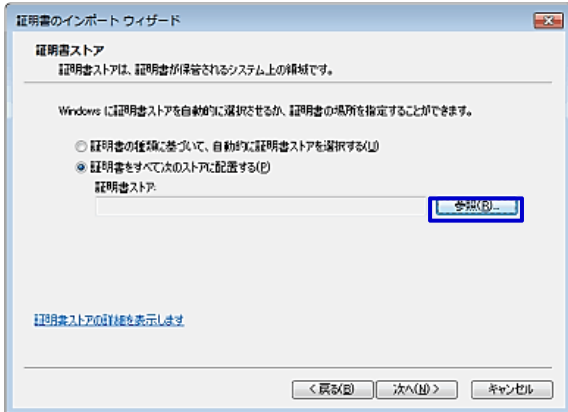 証明書のインポート ウィザード
証明書ストア
証明書ストアは、証明書が保管されるシステム上の領域です。
Windows に証明書ストアを自動的に選択させるか、証明書の場所を指定することができます。
証明書の種類に基づいて、自動的に証明書ストアを選択する(U)
証明書をすべて次のストアに配置する(P)
証明書ストア:
参照(R)...
証明書ストアの詳細を表示します
< 戻る(B)
次へ(N) >
キャンセル